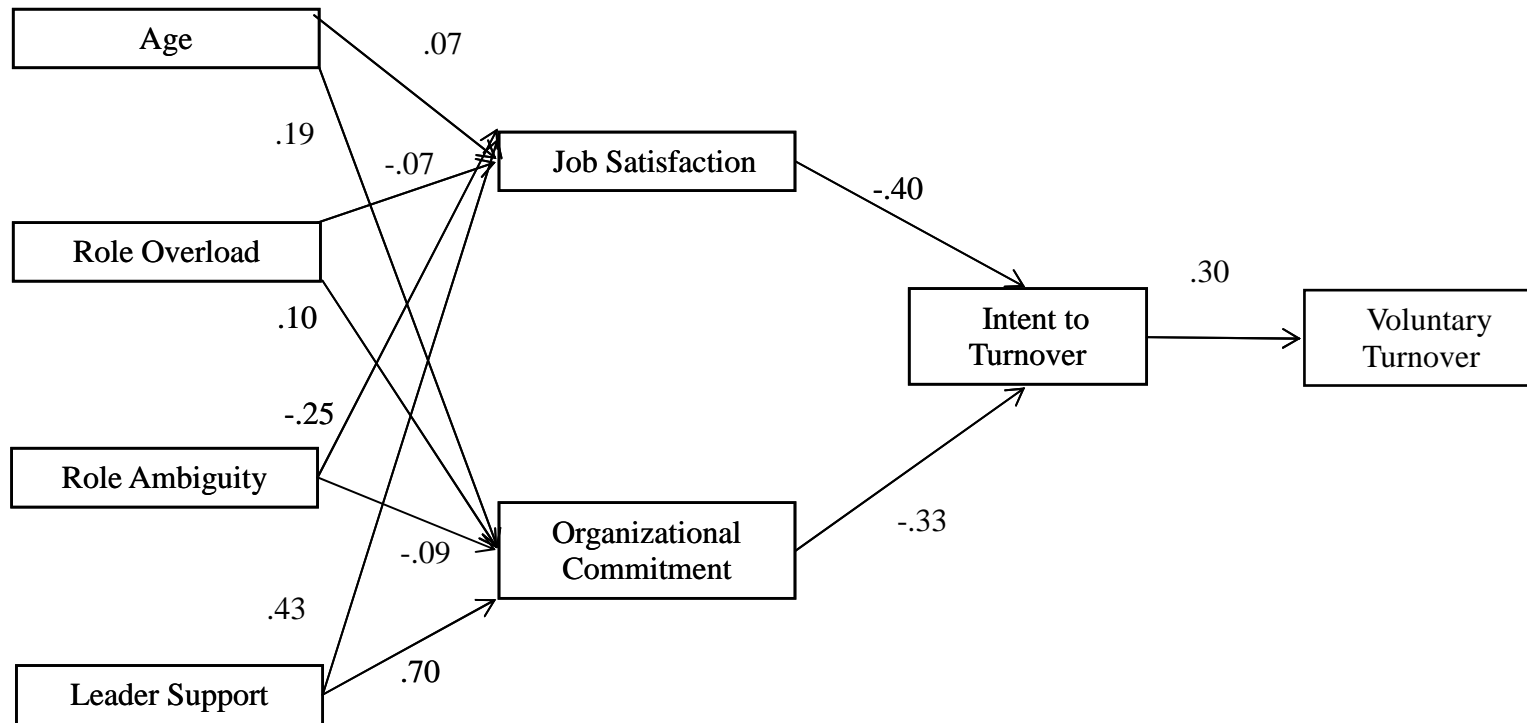 Age
.07
.19
-.07
Job Satisfaction
-.40
Role Overload
.10
.30
Intent to
Turnover
Voluntary
Turnover
-.25
Role Ambiguity
-.09
Organizational
Commitment
-.33
.43
.70
Leader Support